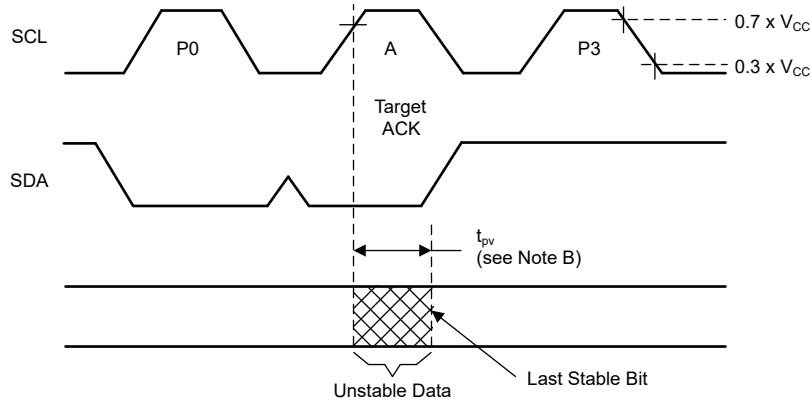 SCL
P0
A
P3
0.7 x VCC
0.3 x VCC
Target
ACK
SDA
tpv
(see Note B)
Unstable Data
Last Stable Bit